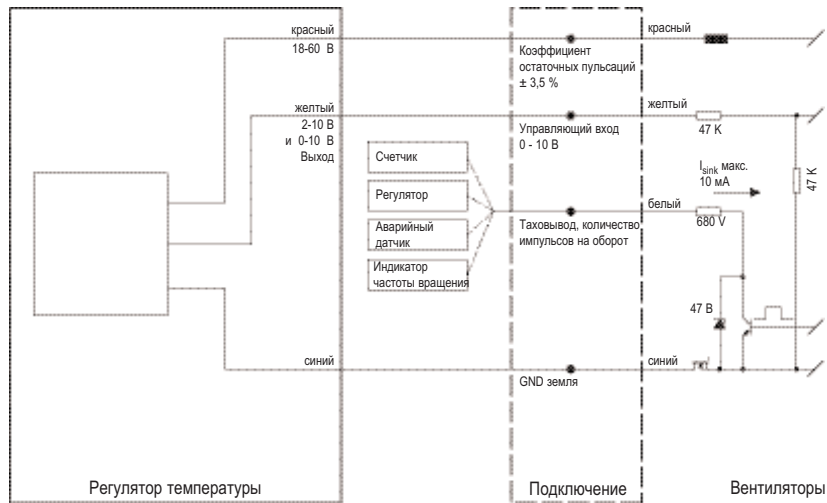 красный
18-60 В
желтый
2-10 В
и 0-10 В
Выход
синий
Регулятор температуры
Счетчик
Регулятор
Аварийный
датчик
Индикатор
частоты вращения
Коэффициент
остаточных пульсаций
± 3,5 %
Управляющий вход
0 - 10 В
Таховывод, количество
импульсов на оборот
GND земля
Подключение
красный
желтый
47 K
I sink макс.
10 мА
47 K
белый
680 V
47 В
синий
Вентиляторы